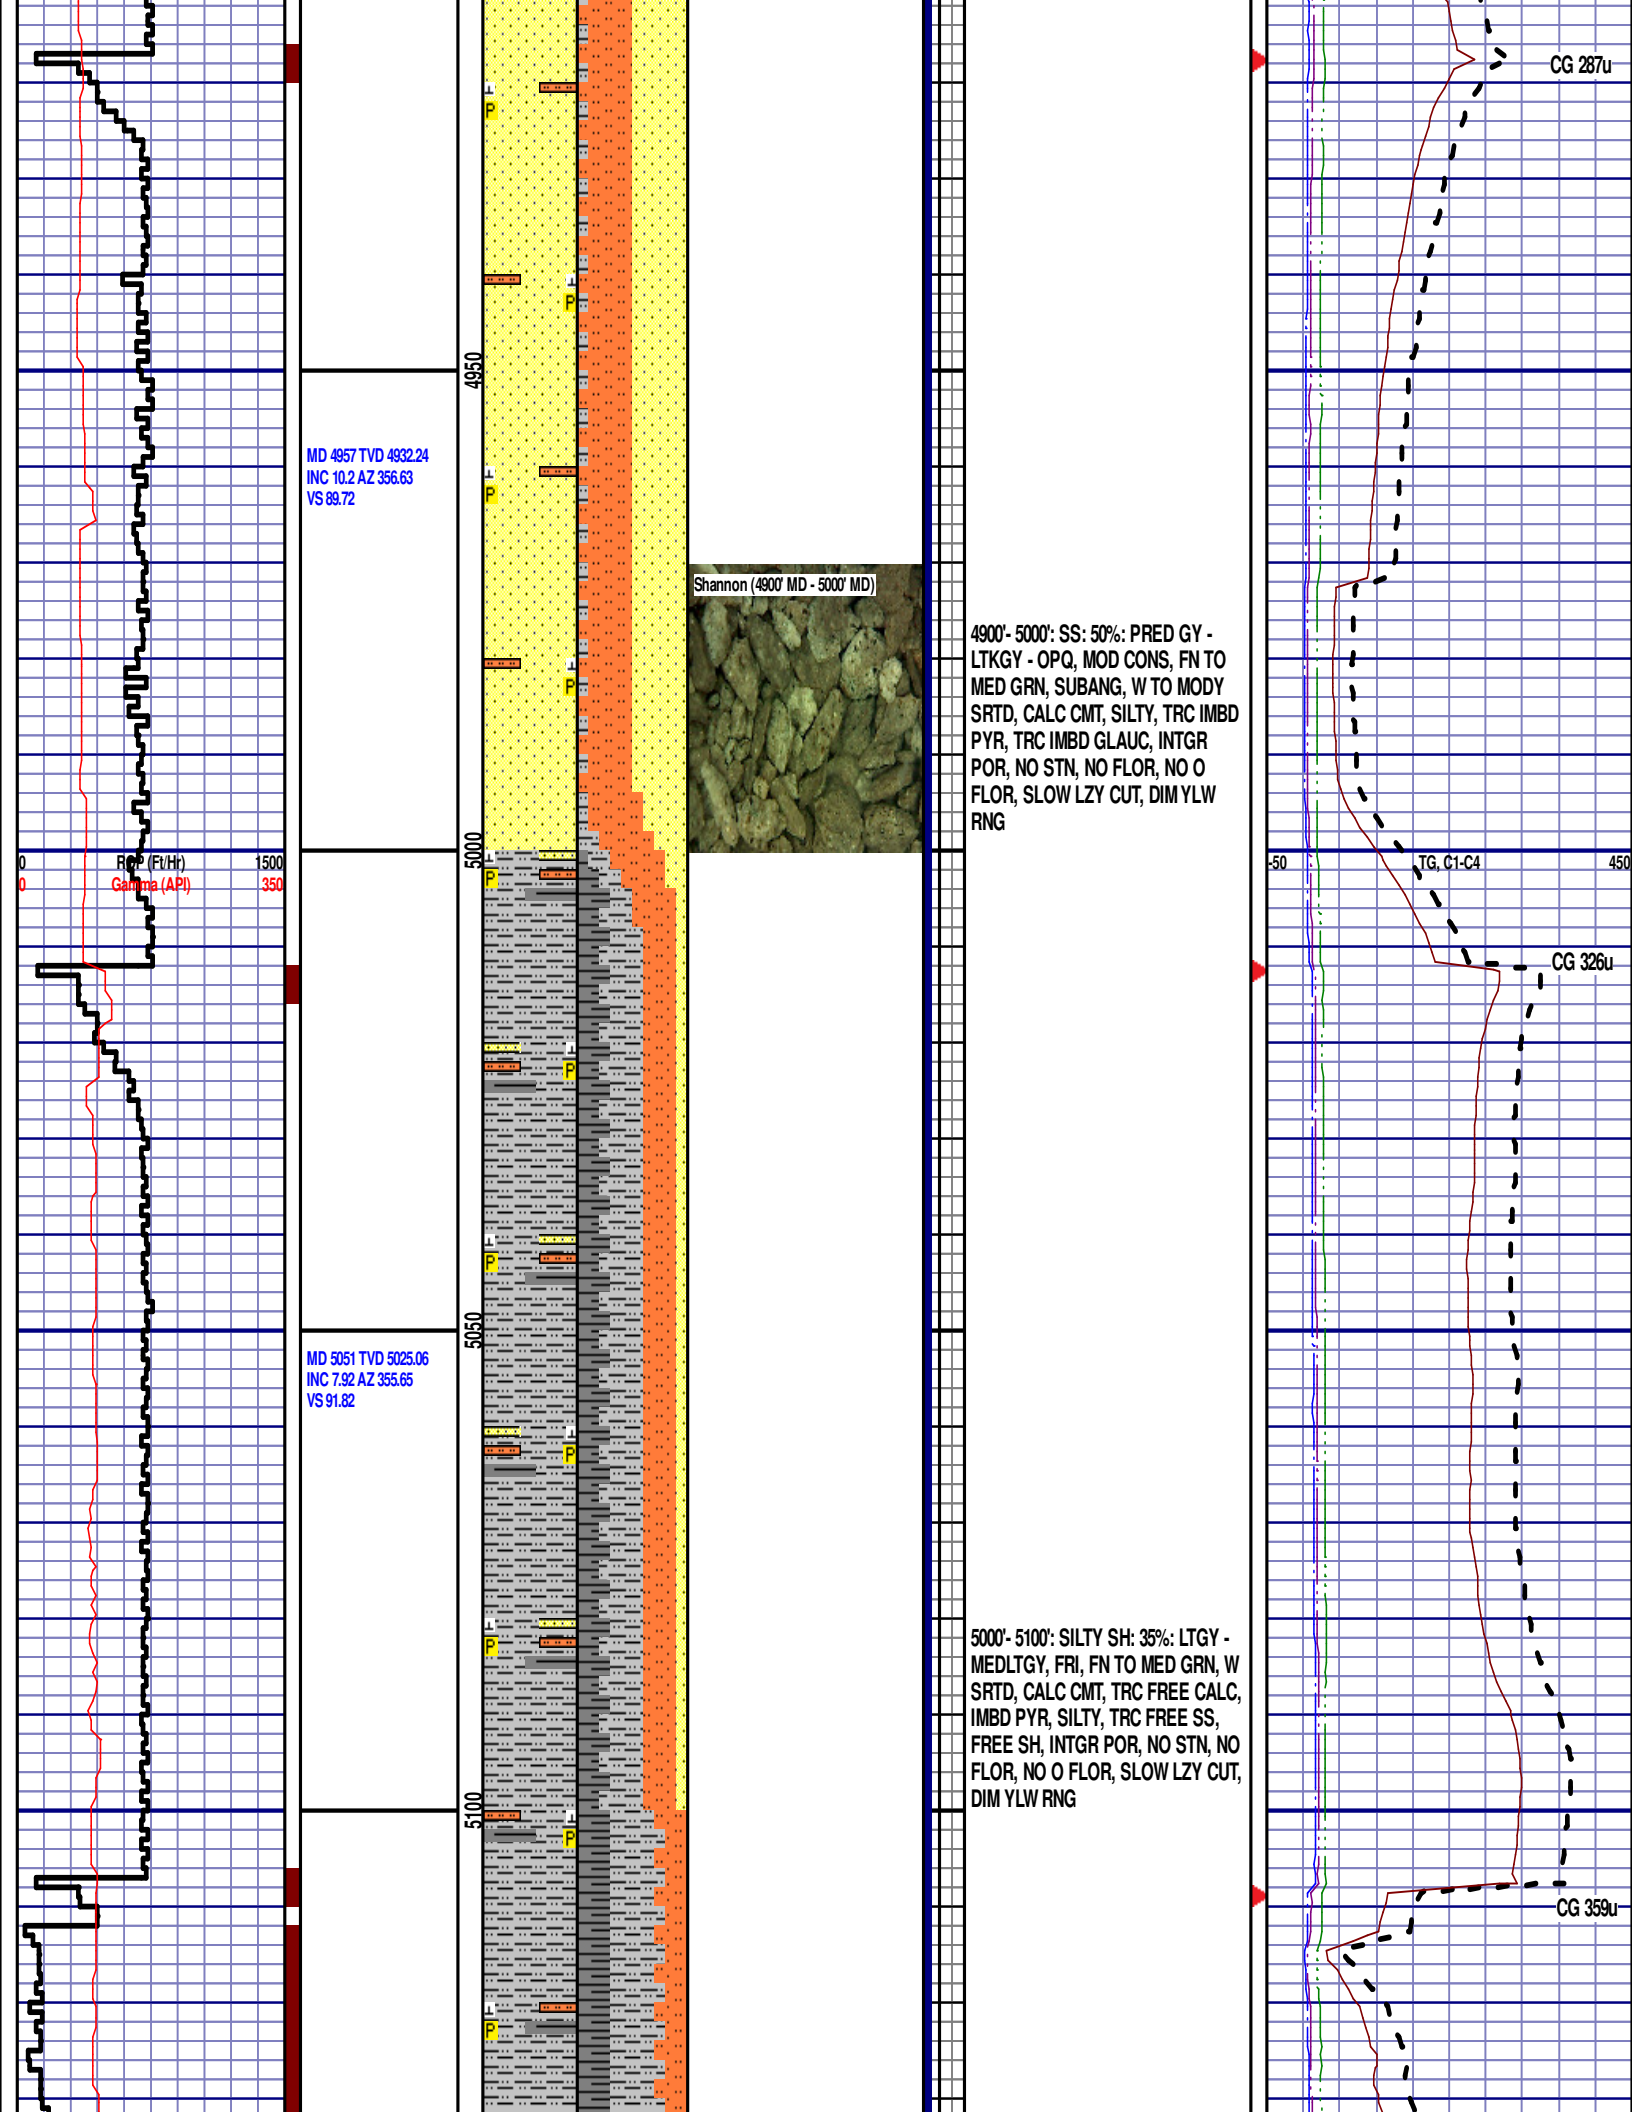 CG 287u
P
P
4950
MD 4957 TVD 4932.24
INC 10.2 AZ 356.63
VS 89.72
P
Shannon (4900' MD - 5000' MD)
4900'- 5000': SS: 50%: PRED GY -
LTKGY - OPQ, MOD CONS, FN TO
MED GRN, SUBANG, W TO MODY
SRTD, CALC CMT, SILTY, TRC IMBD
PYR, TRC IMBD GLAUC, INTGR
POR, NO STN, NO FLOR, NO O
FLOR, SLOW LZY CUT, DIM YLW
RNG
P
5000
0 ROP (Ft/Hr) 1500
0 Gamma (API) 350
-50 TG, C1-C4 450
P
CG 326u
P
P
5050
MD 5051 TVD 5025.06
INC 7.92 AZ 355.65
VS 91.82
P
P
5000'- 5100': SILTY SH: 35%: LTGY -
MEDLTGY, FRI, FN TO MED GRN, W
SRTD, CALC CMT, TRC FREE CALC,
IMBD PYR, SILTY, TRC FREE SS,
FREE SH, INTGR POR, NO STN, NO
FLOR, NO O FLOR, SLOW LZY CUT,
DIM YLW RNG
5100
P
CG 359u
P